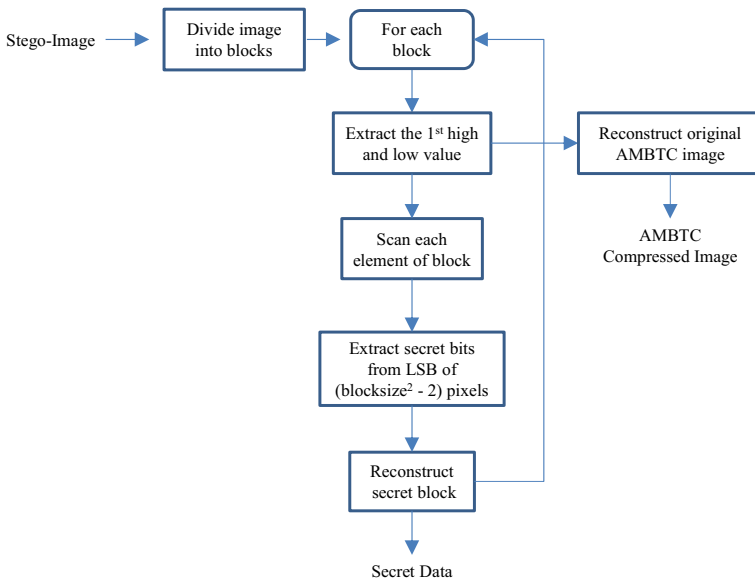 Stego-Image
Divide image
into blocks
For each
block
Extract the 1st high
and low value
Reconstruct original
AMBTC image
Scan each
element of block
AMBTC
Compressed Image
Extract secret bits
from LSB of
(blocksize² - 2) pixels
Reconstruct
secret block
Secret Data